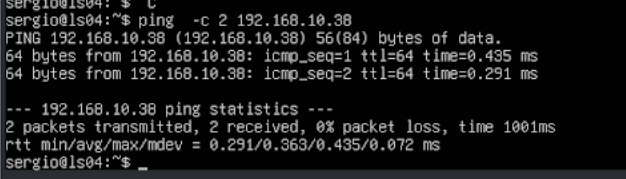 sergio@ls04:~$ ^C
sergio@ls04:~$ ping  -c 2 192.168.10.38
PING 192.168.10.38 (192.168.10.38) 56(84) bytes of data.
64 bytes from 192.168.10.38: icmp_seq=1 ttl=64 time=0.435 ms
64 bytes from 192.168.10.38: icmp_seq=2 ttl=64 time=0.291 ms

--- 192.168.10.38 ping statistics ---
2 packets transmitted, 2 received, 0% packet loss, time 1001ms
rtt min/avg/max/mdev = 0.291/0.363/0.435/0.072 ms
sergio@ls04:~$ _